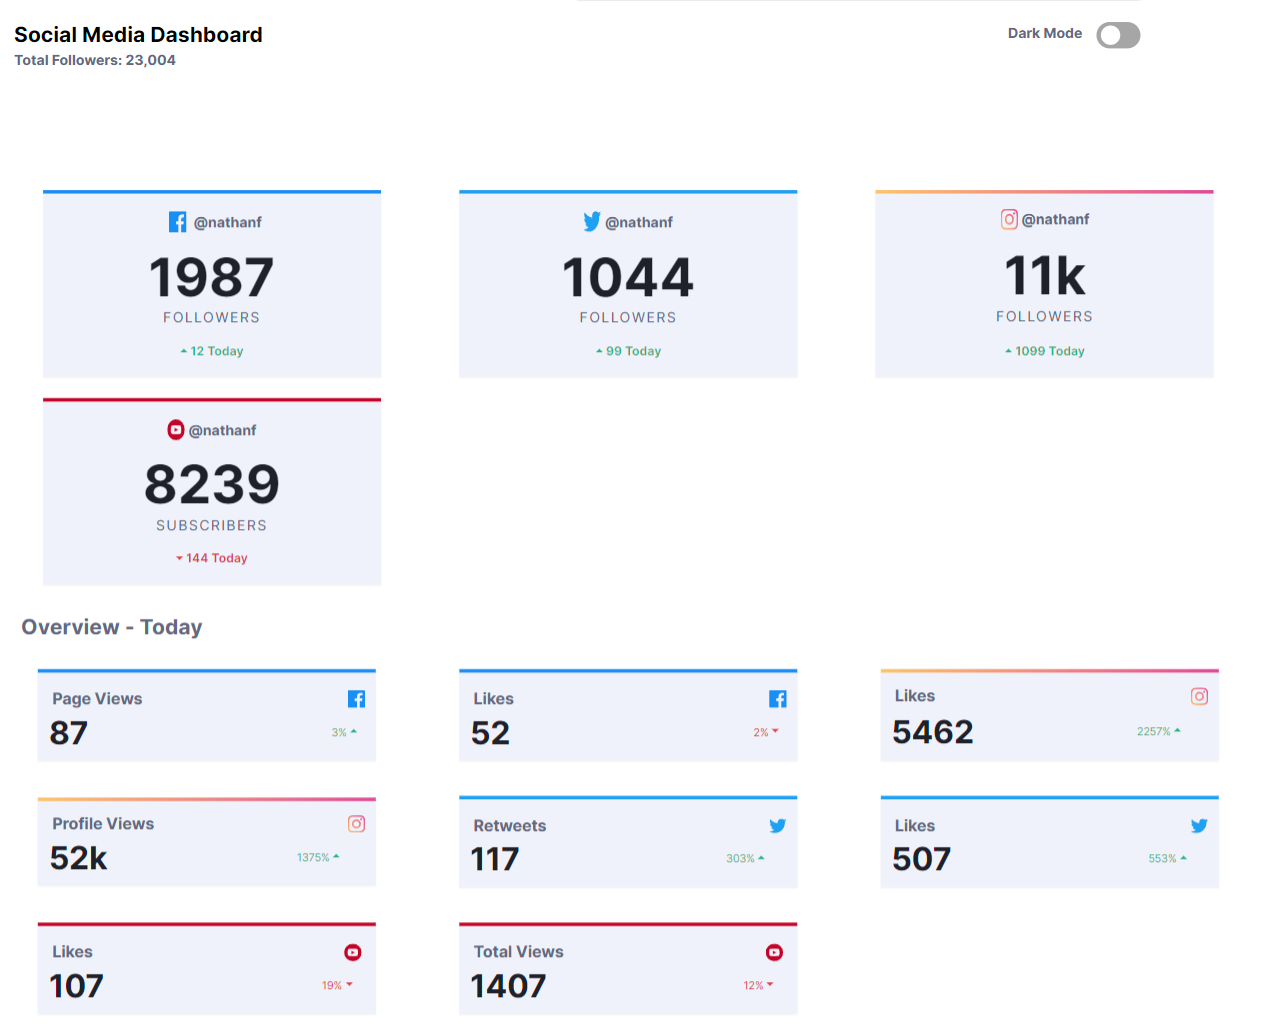 Social Media Dashboard
Dark Mode
Total Followers: 23,004
@nathanf
1987
FOLLOWERS
12 Today
@nathanf
1044
FOLLOWERS
99 Today
@nathanf
11k
FOLLOWERS
1099 Today
@nathanf
8239
SUBSCRIBERS
144 Today
Overview - Today
Page Views
87
3%
Likes
52
2%
Likes
5462
2257%
Profile Views
52k
1375%
Retweets
117
303%
Likes
507
553%
Likes
107
19%
Total Views
1407
12%